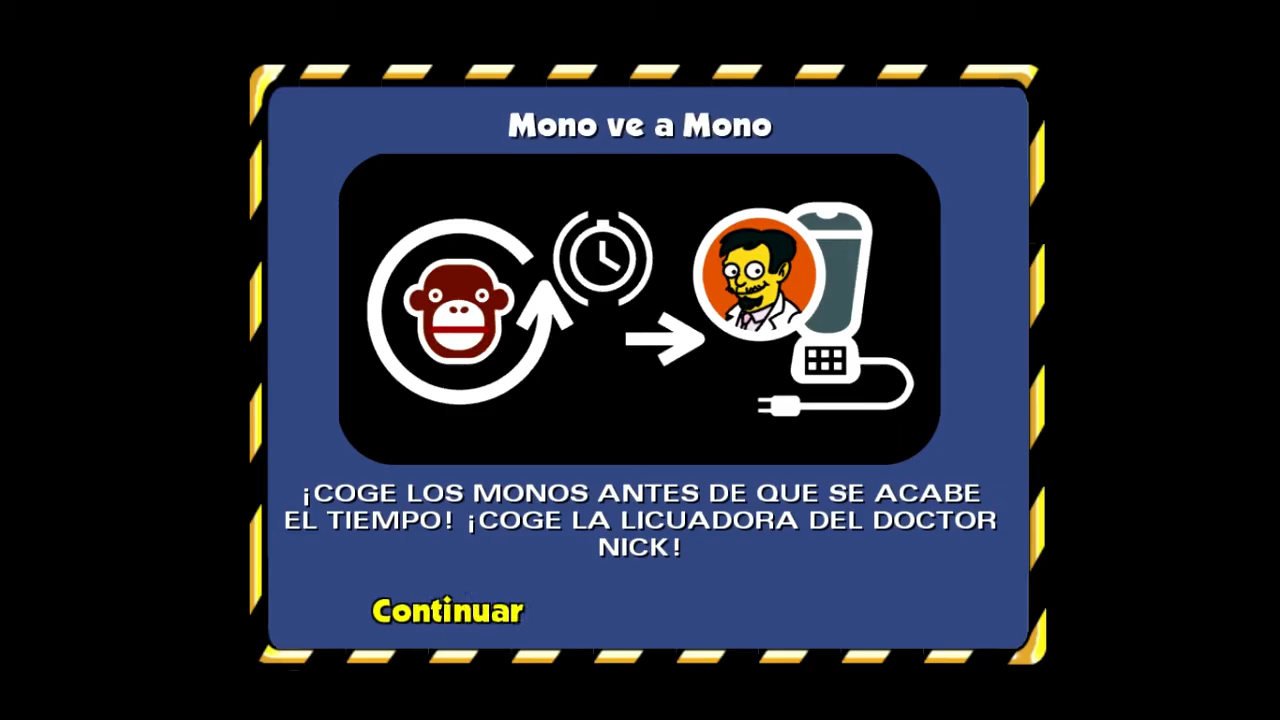 Mono ve a Mono
¡COGE LOS MONOS ANTES DE QUE SE ACABE
EL TIEMPO! ¡COGE LA LICUADORA DEL DOCTOR
NICK!
Continuar